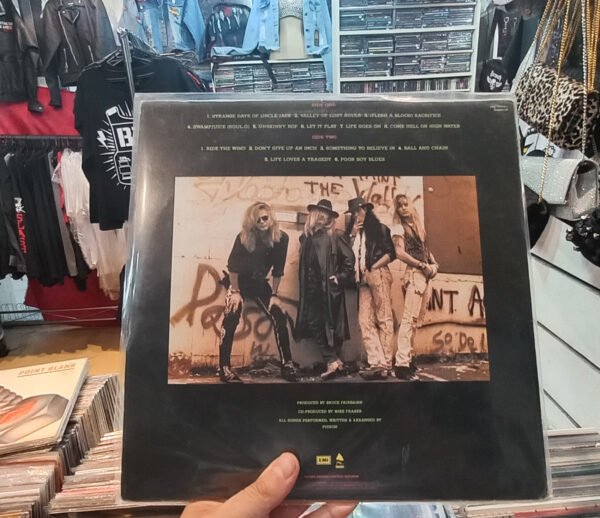 SIDE ONE
1. STRANGE DAYS OF UNCLE JACK 2. VALLEY OF LOST SOULS 3. (FLESH & BLOOD) SACRIFICE
4. SWAMPJUICE (SOUL-O) 5. UNSKINNY BOP 6. LET IT PLAY 7. LIFE GOES ON 8. COME HELL OR HIGH WATER
SIDE TWO
1. RIDE THE WIND 2. DON'T GIVE UP AN INCH 3. SOMETHING TO BELIEVE IN 4. BALL AND CHAIN
5. LIFE LOVES A TRAGEDY 6. POOR BOY BLUES
THE Wall
Poison
NT A
PRODUCED BY BRUCE FAIRBAIRN
CO-PRODUCED BY MIKE FRASER
ALL SONGS PERFORMED, WRITTEN & ARRANGED BY
POISON
EMI
POINT BLANK